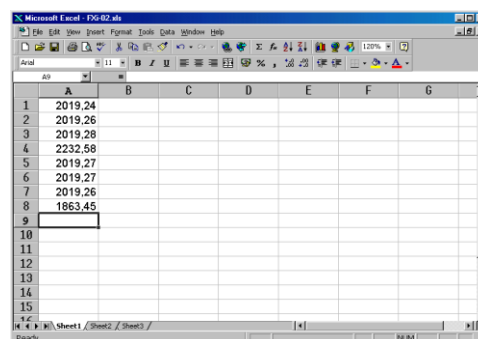 Microsoft Excel - FXG-02.xls
File Edit View Insert Format Tools Data Window Help
120%
Arial 11 B I U % ,
A9 =
A B C D E F G
1 2019,24
2 2019,26
3 2019,28
4 2232,58
5 2019,27
6 2019,27
7 2019,26
8 1863,45
9
10
11
12
13
14
15
16
Sheet1 / Sheet2 / Sheet3 /
Ready NUM